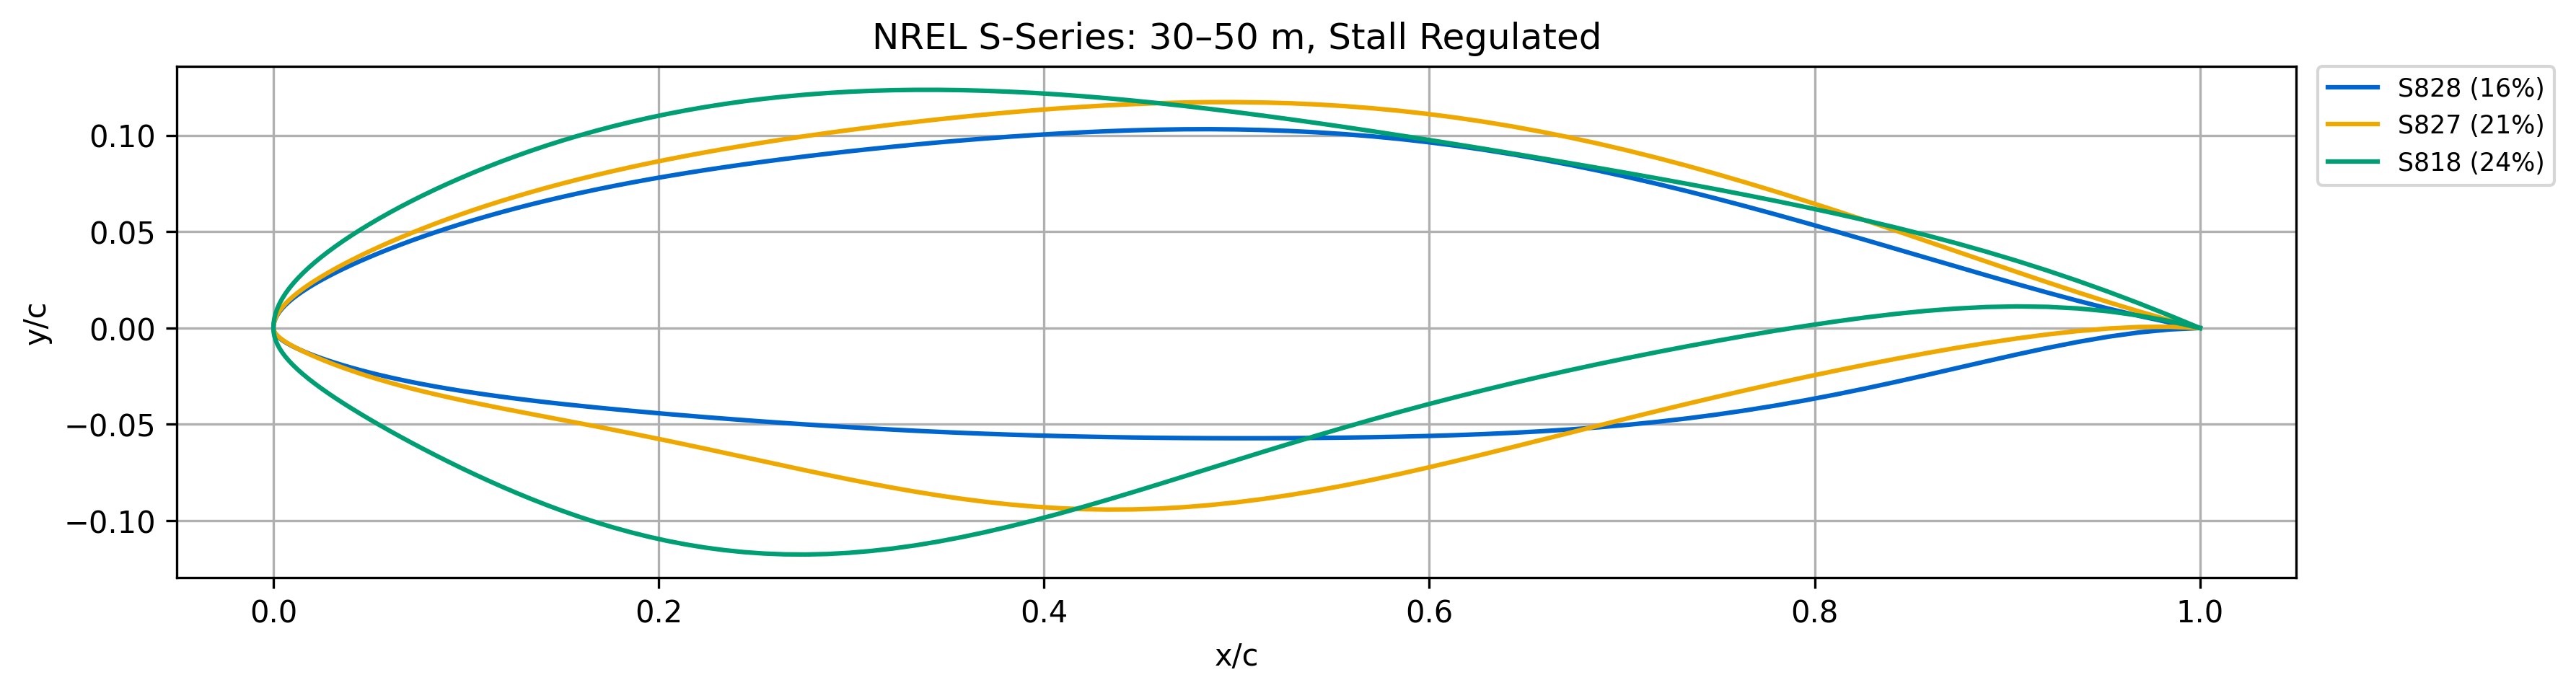 NREL S-Series: 30–50 m, Stall Regulated
S828 (16%)
S827 (21%)
S818 (24%)
y/c
0.10
0.05
0.00
−0.05
−0.10
0.0 0.2 0.4 0.6 0.8 1.0
x/c